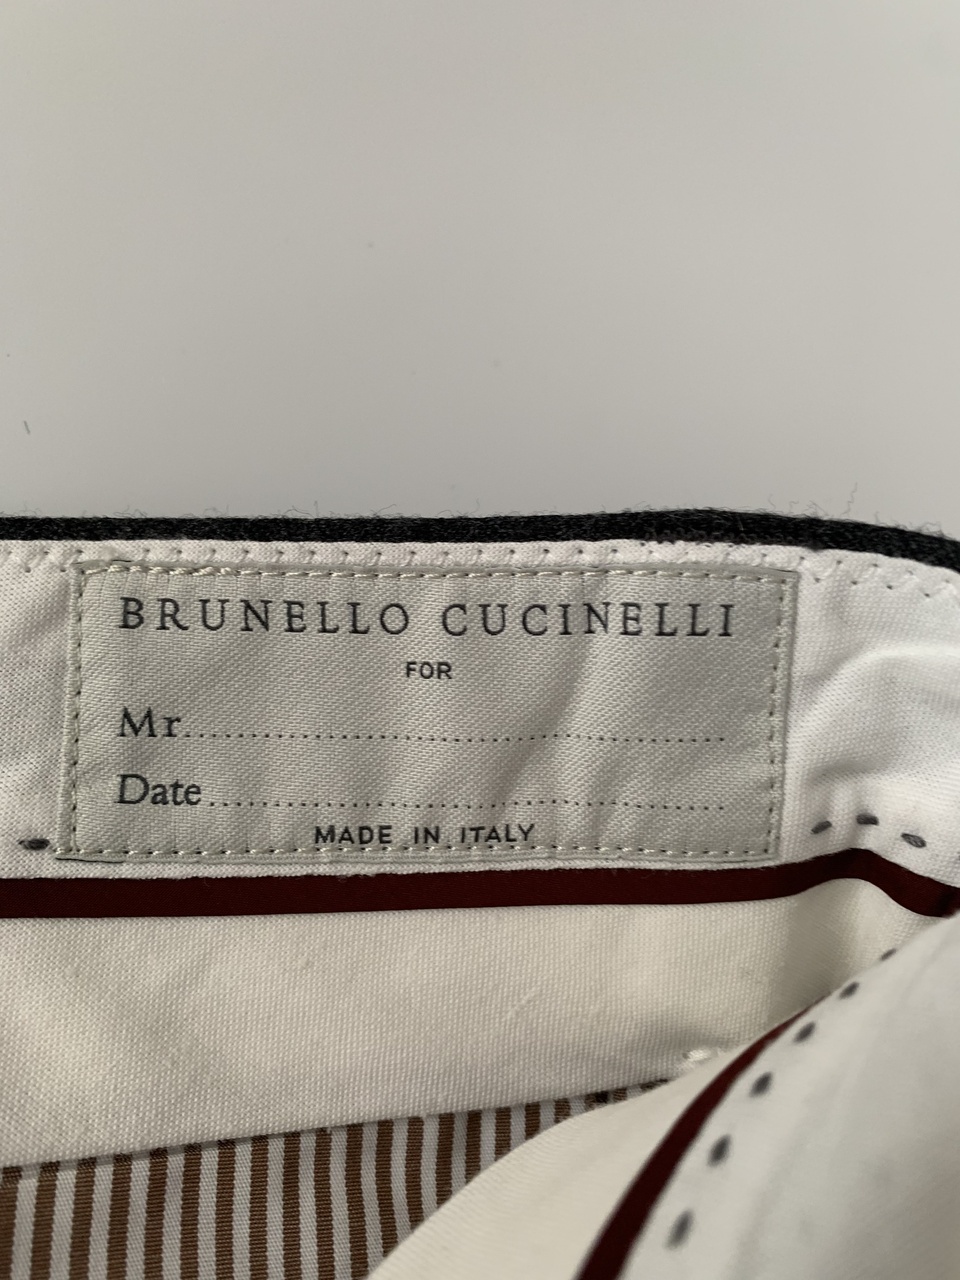 BRUNELLO CUCINELLI
FOR
Mr........................................................
Date.....................................................
MADE IN ITALY